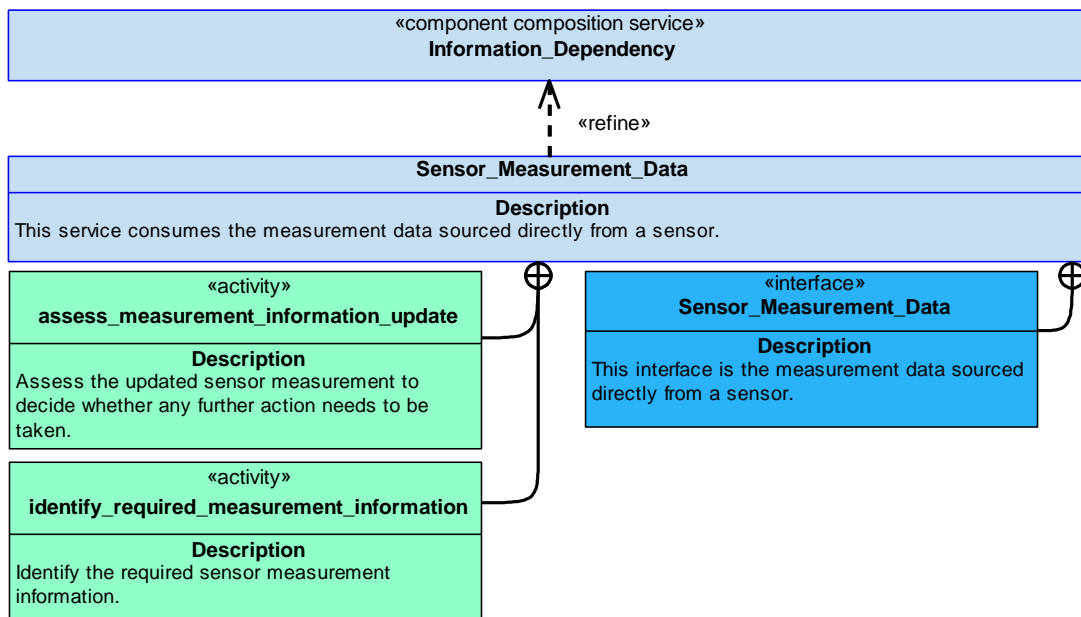 «component composition service»
Information_Dependency
«refine»
Sensor_Measurement_Data
Description
This service consumes the measurement data sourced directly from a sensor.
«activity»
assess_measurement_information_update
Description
Assess the updated sensor measurement to
decide whether any further action needs to be
taken.
«interface»
Sensor_Measurement_Data
Description
This interface is the measurement data sourced
directly from a sensor.
«activity»
identify_required_measurement_information
Description
Identify the required sensor measurement
information.